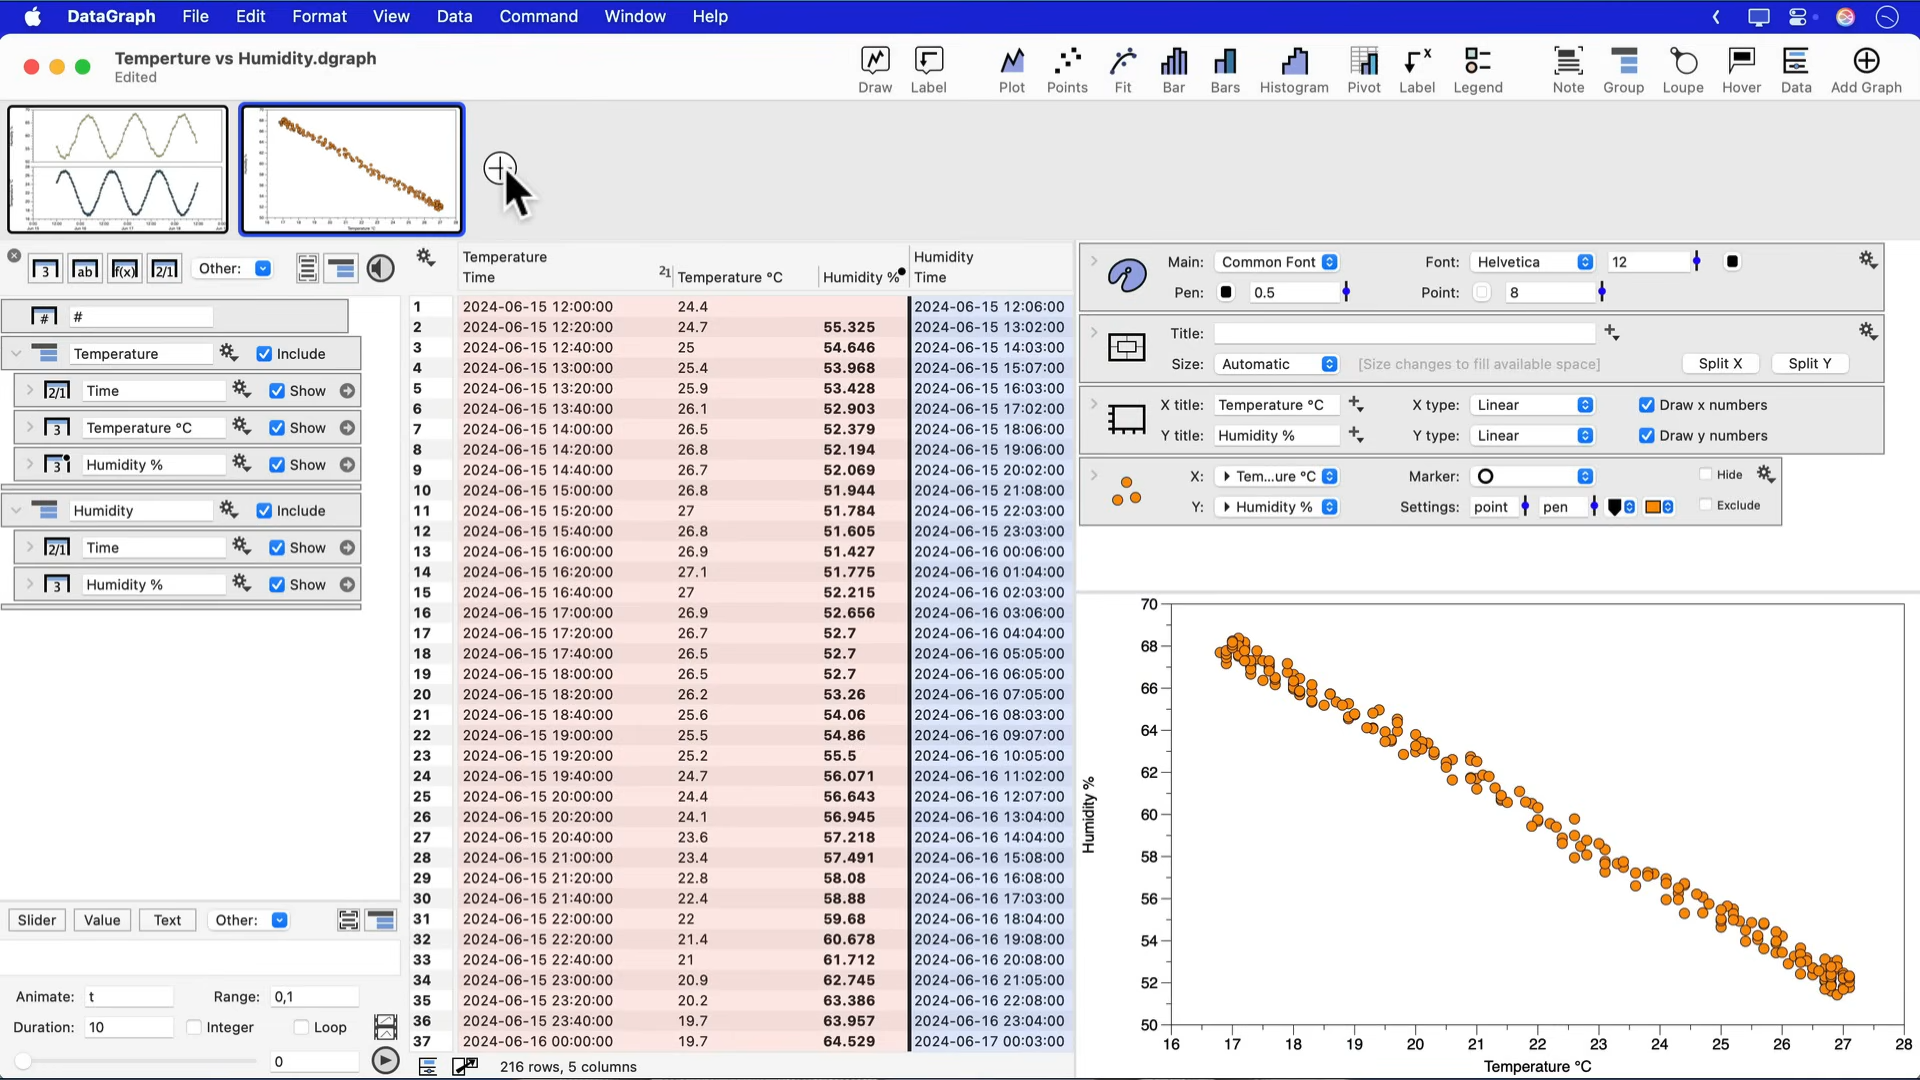 DataGraph File Edit Format View Data Command Window Help
Temperture vs Humidity.dgraph
Edited
Draw Label Plot Points Fit Bar Bars Histogram Pivot Label Legend Note Group Loupe Hover Data Add Graph
3 ab f(x) 2/1 Other:
# #
Temperature Include
2/1 Time Show
3 Temperature °C Show
3 Humidity % Show
Humidity Include
2/1 Time Show
3 Humidity % Show
Slider Value Text Other:
Animate: t Range: 0,1
Duration: 10 Integer Loop
0
Temperature Humidity
Time 21 Temperature °C Humidity % Time
1 2024-06-15 12:00:00 24.4 2024-06-15 12:06:00
2 2024-06-15 12:20:00 24.7 55.325 2024-06-15 13:02:00
3 2024-06-15 12:40:00 25 54.646 2024-06-15 14:03:00
4 2024-06-15 13:00:00 25.4 53.968 2024-06-15 15:07:00
5 2024-06-15 13:20:00 25.9 53.428 2024-06-15 16:03:00
6 2024-06-15 13:40:00 26.1 52.903 2024-06-15 17:02:00
7 2024-06-15 14:00:00 26.5 52.379 2024-06-15 18:06:00
8 2024-06-15 14:20:00 26.8 52.194 2024-06-15 19:06:00
9 2024-06-15 14:40:00 26.7 52.069 2024-06-15 20:02:00
10 2024-06-15 15:00:00 26.8 51.944 2024-06-15 21:08:00
11 2024-06-15 15:20:00 27 51.784 2024-06-15 22:03:00
12 2024-06-15 15:40:00 26.8 51.605 2024-06-15 23:03:00
13 2024-06-15 16:00:00 26.9 51.427 2024-06-16 00:06:00
14 2024-06-15 16:20:00 27.1 51.775 2024-06-16 01:04:00
15 2024-06-15 16:40:00 27 52.215 2024-06-16 02:03:00
16 2024-06-15 17:00:00 26.9 52.656 2024-06-16 03:06:00
17 2024-06-15 17:20:00 26.7 52.7 2024-06-16 04:04:00
18 2024-06-15 17:40:00 26.5 52.7 2024-06-16 05:05:00
19 2024-06-15 18:00:00 26.5 52.7 2024-06-16 06:05:00
20 2024-06-15 18:20:00 26.2 53.26 2024-06-16 07:05:00
21 2024-06-15 18:40:00 25.6 54.06 2024-06-16 08:03:00
22 2024-06-15 19:00:00 25.5 54.86 2024-06-16 09:07:00
23 2024-06-15 19:20:00 25.2 55.5 2024-06-16 10:05:00
24 2024-06-15 19:40:00 24.7 56.071 2024-06-16 11:02:00
25 2024-06-15 20:00:00 24.4 56.643 2024-06-16 12:07:00
26 2024-06-15 20:20:00 24.1 56.945 2024-06-16 13:04:00
27 2024-06-15 20:40:00 23.6 57.218 2024-06-16 14:04:00
28 2024-06-15 21:00:00 23.4 57.491 2024-06-16 15:08:00
29 2024-06-15 21:20:00 22.8 58.08 2024-06-16 16:08:00
30 2024-06-15 21:40:00 22.4 58.88 2024-06-16 17:03:00
31 2024-06-15 22:00:00 22 59.68 2024-06-16 18:04:00
32 2024-06-15 22:20:00 21.4 60.678 2024-06-16 19:08:00
33 2024-06-15 22:40:00 21 61.712 2024-06-16 20:08:00
34 2024-06-15 23:00:00 20.9 62.745 2024-06-16 21:05:00
35 2024-06-15 23:20:00 20.2 63.386 2024-06-16 22:08:00
36 2024-06-15 23:40:00 19.7 63.957 2024-06-16 23:04:00
37 2024-06-16 00:00:00 19.7 64.529 2024-06-17 00:03:00
216 rows, 5 columns
Main: Common Font Font: Helvetica 12
Pen: 0.5 Point: 8
Title:
Size: Automatic [Size changes to fill available space] Split X Split Y
X title: Temperature °C X type: Linear Draw x numbers
Y title: Humidity % Y type: Linear Draw y numbers
X: Tem...ure °C Marker: Hide
Y: Humidity % Settings: point pen Exclude
70
68
66
64
62
60
58
56
54
52
50
Humidity %
16 17 18 19 20 21 22 23 24 25 26 27 28
Temperature °C